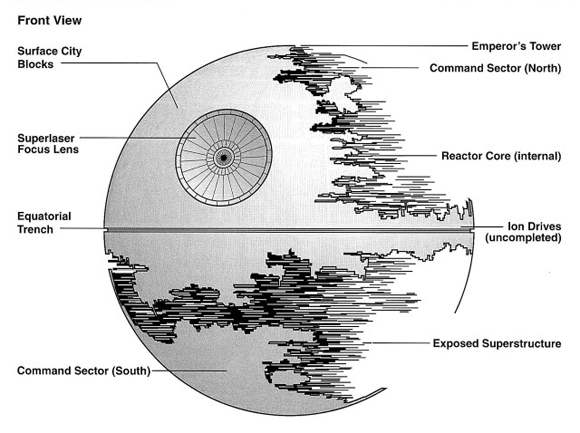 Front View
Surface City
Blocks
Superlaser
Focus Lens
Equatorial
Trench
Command Sector (South)
Emperor's Tower
Command Sector (North)
Reactor Core (internal)
Ion Drives
(uncompleted)
Exposed Superstructure